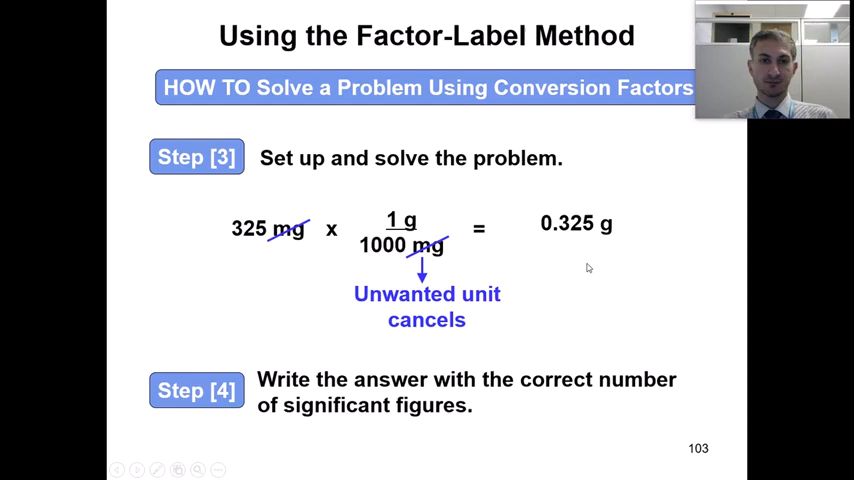 Using the Factor-Label Method
HOW TO Solve a Problem Using Conversion Factors
Step [3] Set up and solve the problem.
1 g
325 mg x = 0.325 g
1000 mg
Unwanted unit
cancels
Step [4] Write the answer with the correct number
of significant figures.
103